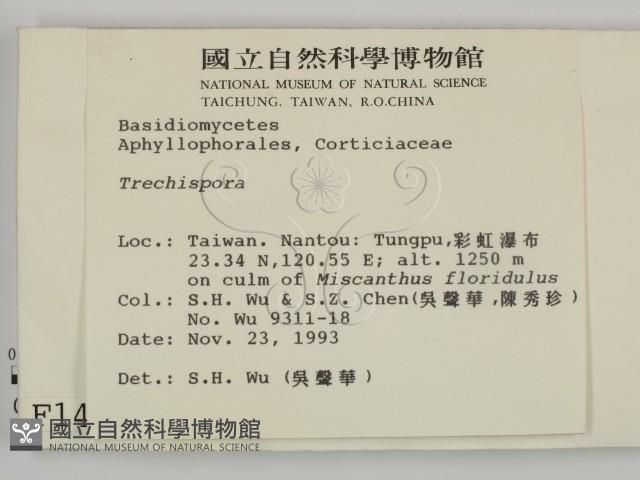 國立自然科學博物館
NATIONAL MUSEUM OF NATURAL SCIENCE
TAICHUNG, TAIWAN, R.O.CHINA
Basidiomycetes
Aphyllophorales, Corticiaceae
Trechispora
Loc.: Taiwan. Nantou: Tungpu,彩虹瀑布
23.34 N,120.55 E; alt. 1250 m
on culm of Miscanthus floridulus
Col.: S.H. Wu & S.Z. Chen(吳聲華,陳秀珍)
No. Wu 9311-18
Date: Nov. 23, 1993
Det.: S.H. Wu (吳聲華)
0
F14
國立自然科學博物館
NATIONAL MUSEUM OF NATURAL SCIENCE